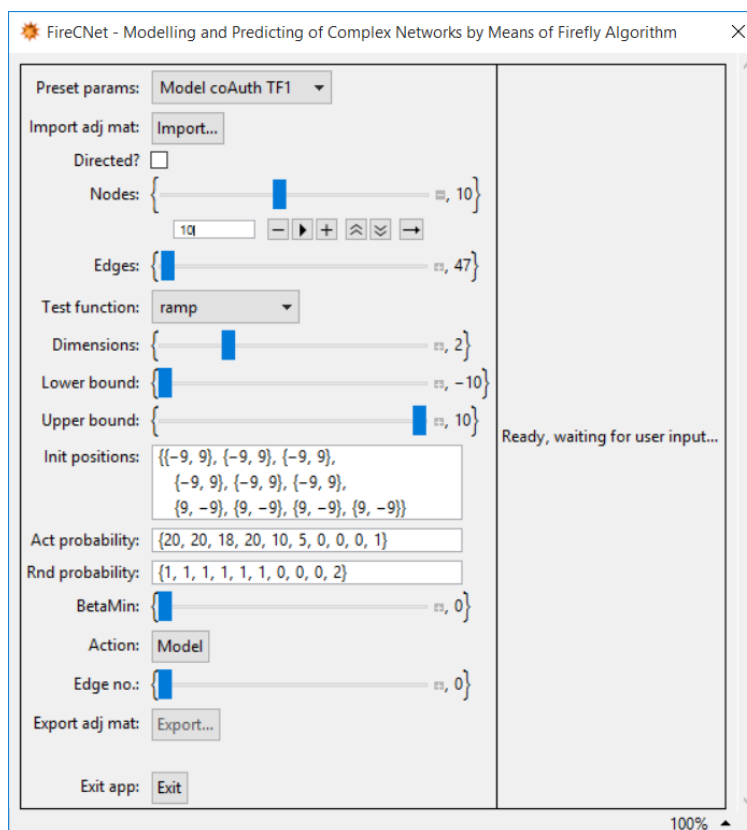 FireCNet - Modelling and Predicting of Complex Networks by Means of Firefly Algorithm
Preset params: Model coAuth TF1
Import adj mat: Import...
Directed?
Nodes: { , 10}
10
Edges: { , 47}
Test function: ramp
Dimensions: { , 2}
Lower bound: { , −10}
Upper bound: { , 10}
Ready, waiting for user input...
Init positions: {{−9, 9}, {−9, 9}, {−9, 9},
{−9, 9}, {−9, 9}, {−9, 9},
{9, −9}, {9, −9}, {9, −9}, {9, −9}}
Act probability: {20, 20, 18, 20, 10, 5, 0, 0, 0, 1}
Rnd probability: {1, 1, 1, 1, 1, 1, 0, 0, 0, 2}
BetaMin: { , 0}
Action: Model
Edge no.: { , 0}
Export adj mat: Export...
Exit app: Exit
100%